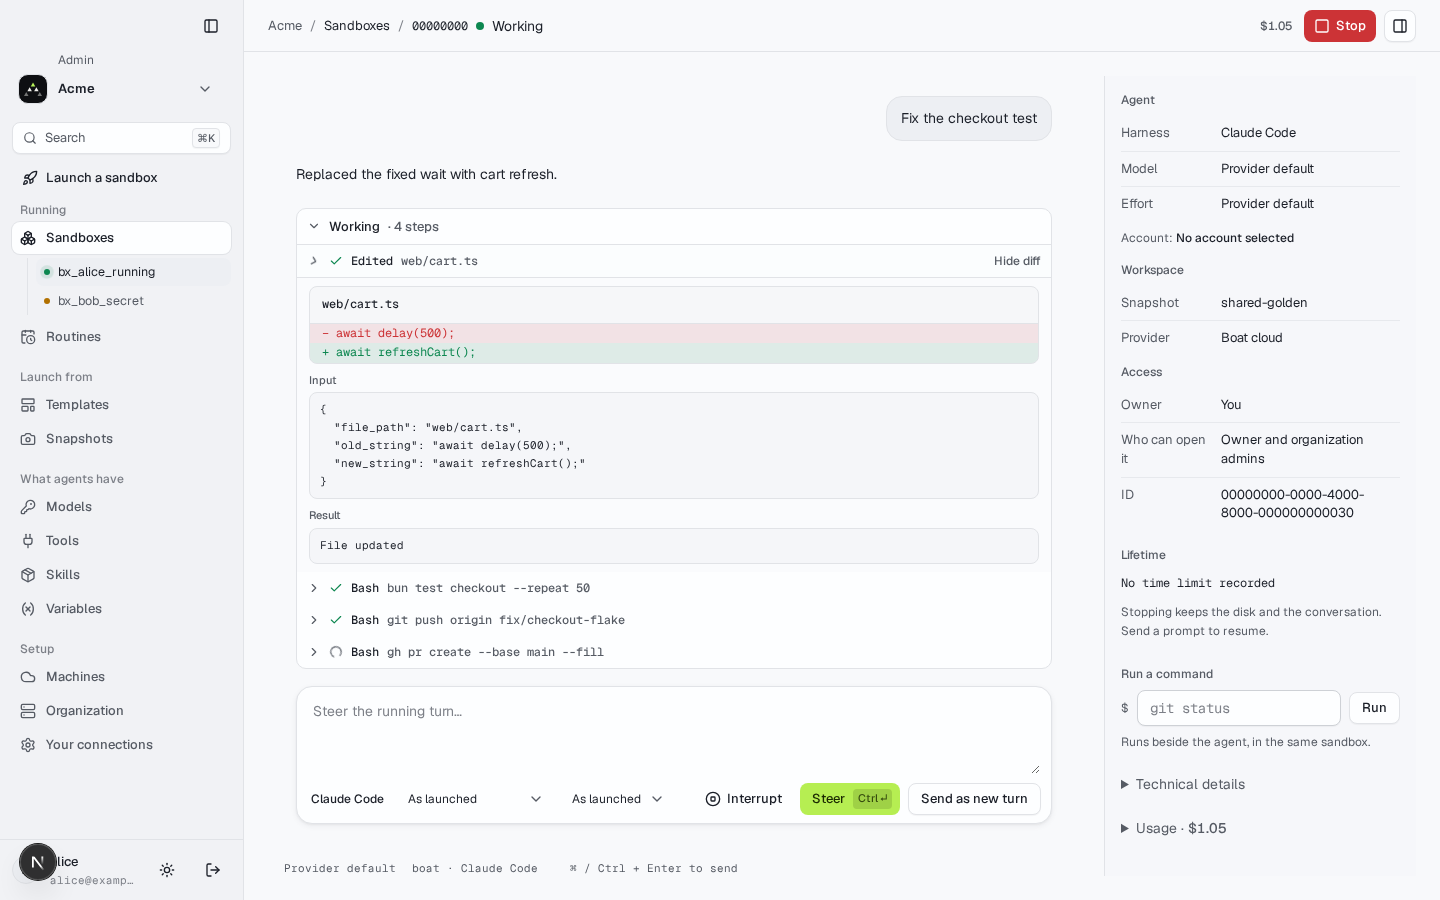 Admin
Acme
Search ⌘K
Launch a sandbox
Running
Sandboxes
bx_alice_running
bx_bob_secret
Routines
Launch from
Templates
Snapshots
What agents have
Models
Tools
Skills
Variables
Setup
Machines
Organization
Your connections
N
lice
alice@examp…
Acme / Sandboxes / 00000000 Working
$1.05 Stop
Fix the checkout test
Replaced the fixed wait with cart refresh.
Working · 4 steps
Edited web/cart.ts Hide diff
web/cart.ts
− await delay(500);
+ await refreshCart();
Input
{
"file_path": "web/cart.ts",
"old_string": "await delay(500);",
"new_string": "await refreshCart();"
}
Result
File updated
Bash bun test checkout --repeat 50
Bash git push origin fix/checkout-flake
Bash gh pr create --base main --fill
Steer the running turn…
Claude Code As launched As launched Interrupt Steer Ctrl↵ Send as new turn
Provider default boat · Claude Code ⌘ / Ctrl + Enter to send
Agent
Harness Claude Code
Model Provider default
Effort Provider default
Account: No account selected
Workspace
Snapshot shared-golden
Provider Boat cloud
Access
Owner You
Who can open Owner and organization
it admins
ID 00000000-0000-4000-
8000-000000000030
Lifetime
No time limit recorded
Stopping keeps the disk and the conversation.
Send a prompt to resume.
Run a command
$ git status Run
Runs beside the agent, in the same sandbox.
Technical details
Usage · $1.05